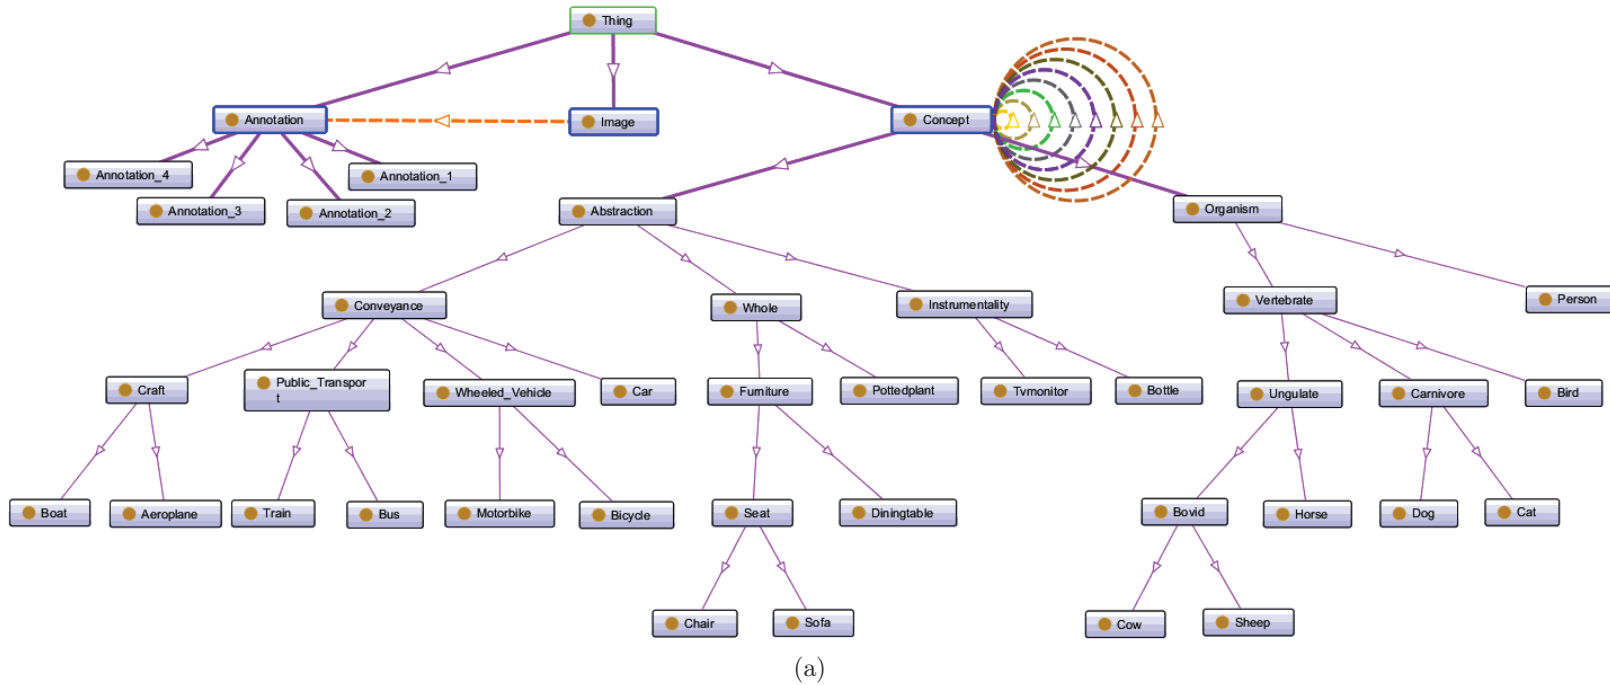 Thing
Annotation
Image
Concept
Annotation_4
Annotation_1
Annotation_3
Annotation_2
Abstraction
Organism
Conveyance
Whole
Instrumentality
Vertebrate
Person
Craft
Public_Transpor
t
Wheeled_Vehicle
Car
Furniture
Pottedplant
Tvmonitor
Bottle
Ungulate
Carnivore
Bird
Boat
Aeroplane
Train
Bus
Motorbike
Bicycle
Seat
Diningtable
Bovid
Horse
Dog
Cat
Chair
Sofa
Cow
Sheep
(a)